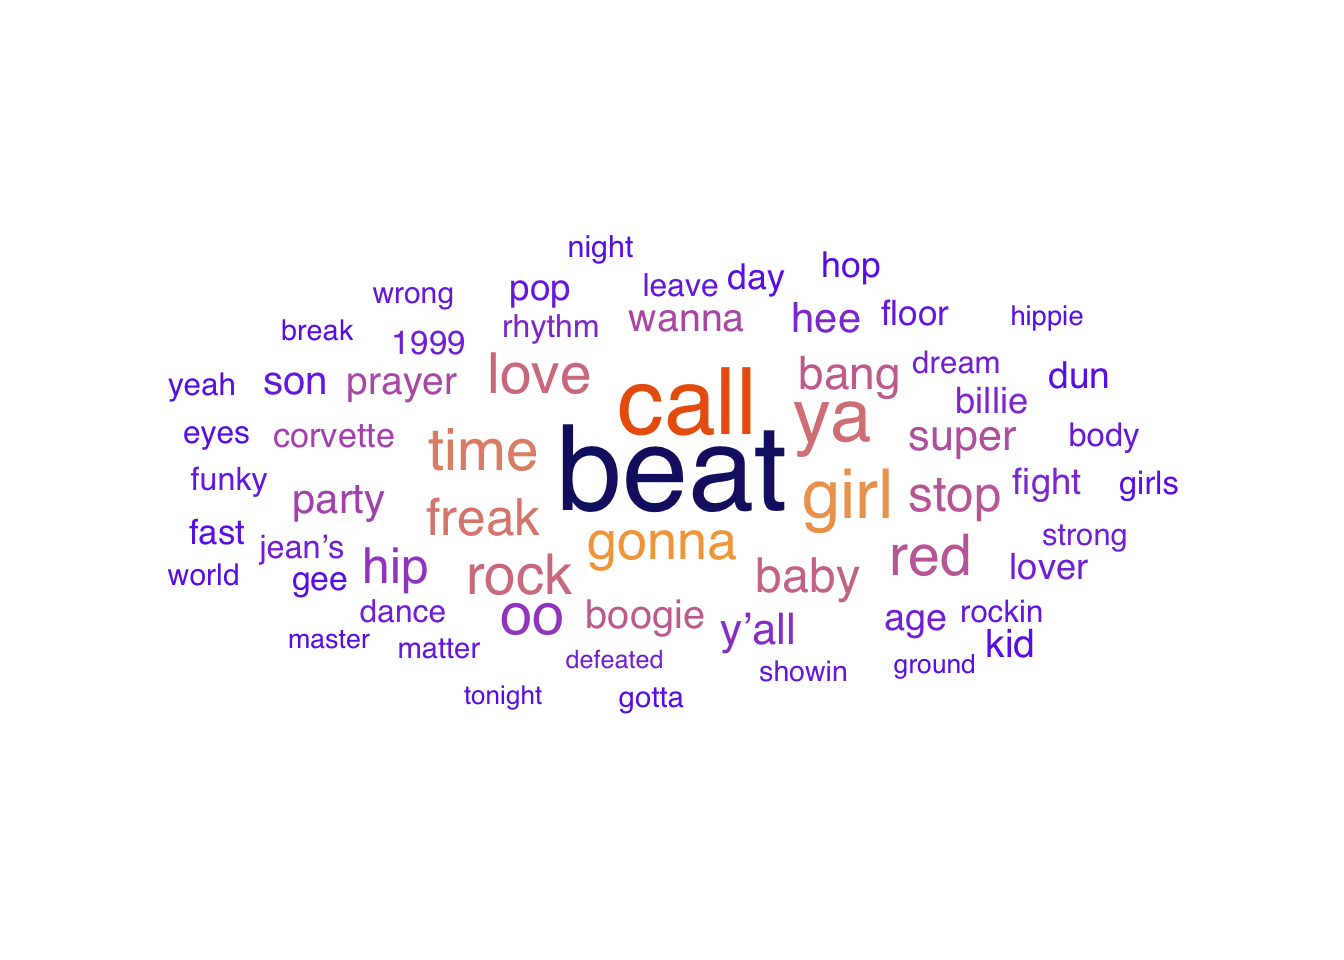 night
hop
day
leave
pop
wrong
hippie
floor
hee
wanna
rhythm
break
1999
dream
bang
love
prayer
son
yeah
dun
billie
call
ya
super
body
eyes
corvette
time
beat
girl
stop
fight
girls
funky
party
freak
gonna
red
strong
fast
jean’s
hip
rock
baby
lover
world
gee
dance
oo
boogie
y’all
age
rockin
kid
master
matter
defeated
showin
ground
tonight
gotta